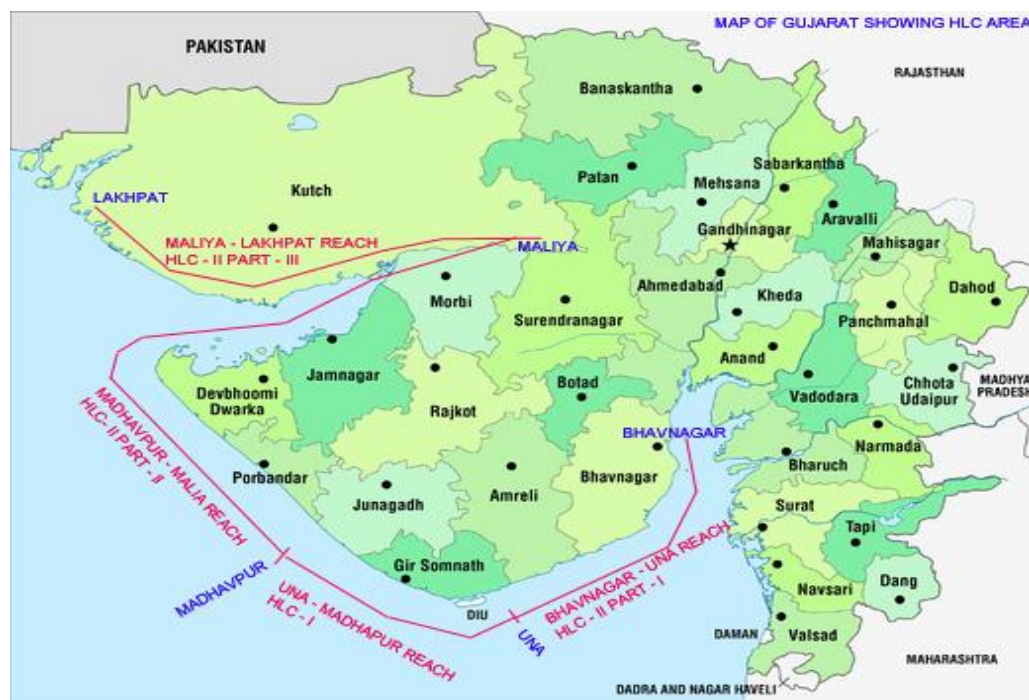 MAP OF GUJARAT SHOWING HLC AREA
PAKISTAN
RAJASTHAN
Banaskantha
Patan
Sabarkantha
Mehsana
Kutch
LAKHPAT
Aravalli
Gandhinagar
MALIYA - LAKHPAT REACH
HLC - II PART - III
MALIYA
Mahisagar
Morbi
Ahmedabad
Kheda
Dahod
Surendranagar
Panchmahal
Anand
Jamnagar
Botad
Devbhoomi
Dwarka
Rajkot
Vadodara
Chhota
Udaipur
MADHYA
PRADESH
MADHAVPUR - MALIA REACH
HLC- II PART - II
BHAVNAGAR
Narmada
Bharuch
Porbandar
Junagadh
Amreli
Bhavnagar
Surat
Tapi
Gir Somnath
MADHAVPUR
UNA - MADHAPUR REACH
HLC - I
DIU
UNA
BHAVNAGAR - UNA REACH
HLC - II PART - I
Navsari
Dang
DAMAN
Valsad
MAHARASHTRA
DADRA AND NAGAR HAVELI